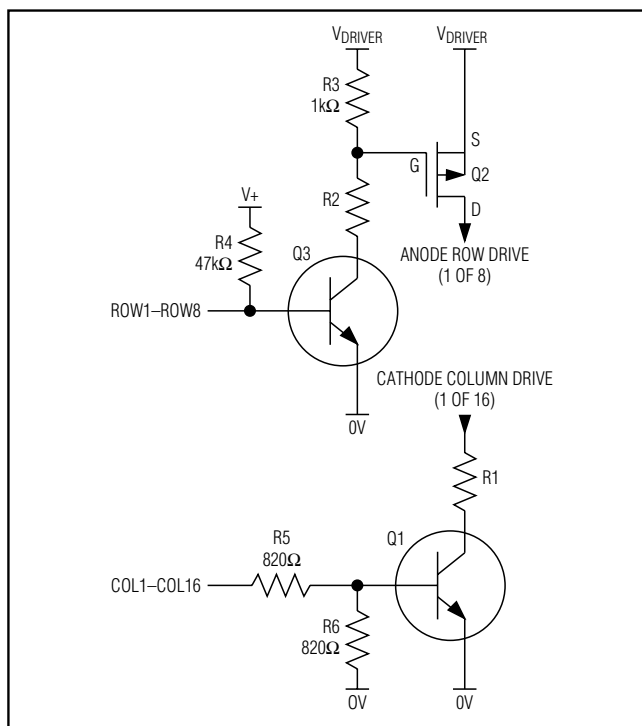 VDRIVER
VDRIVER
R3
1kΩ
S
G
Q2
D
R2
V+
R4
47kΩ
Q3
ANODE ROW DRIVE
(1 OF 8)
ROW1–ROW8
0V
CATHODE COLUMN DRIVE
(1 OF 16)
R1
Q1
R5
820Ω
COL1–COL16
R6
820Ω
OV
0V